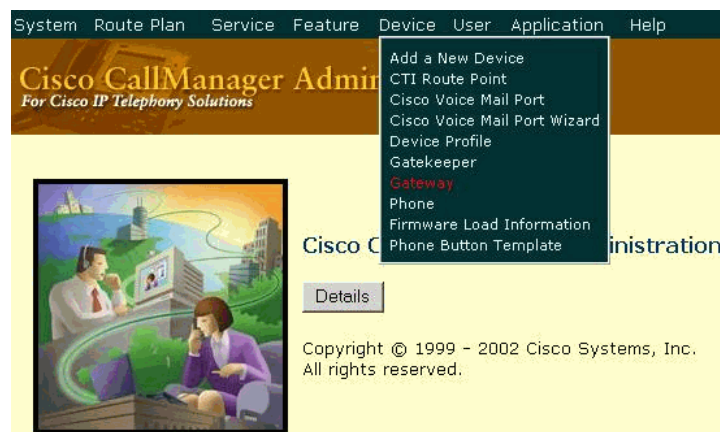 System Route Plan Service Feature Device User Application Help
Cisco CallManager Admi
For Cisco IP Telephony Solutions
Add a New Device
CTI Route Point
Cisco Voice Mail Port
Cisco Voice Mail Port Wizard
Device Profile
Gatekeeper
Gateway
Phone
Firmware Load Information
Phone Button Template
Cisco C inistration
Details
Copyright © 1999 - 2002 Cisco Systems, Inc.
All rights reserved.